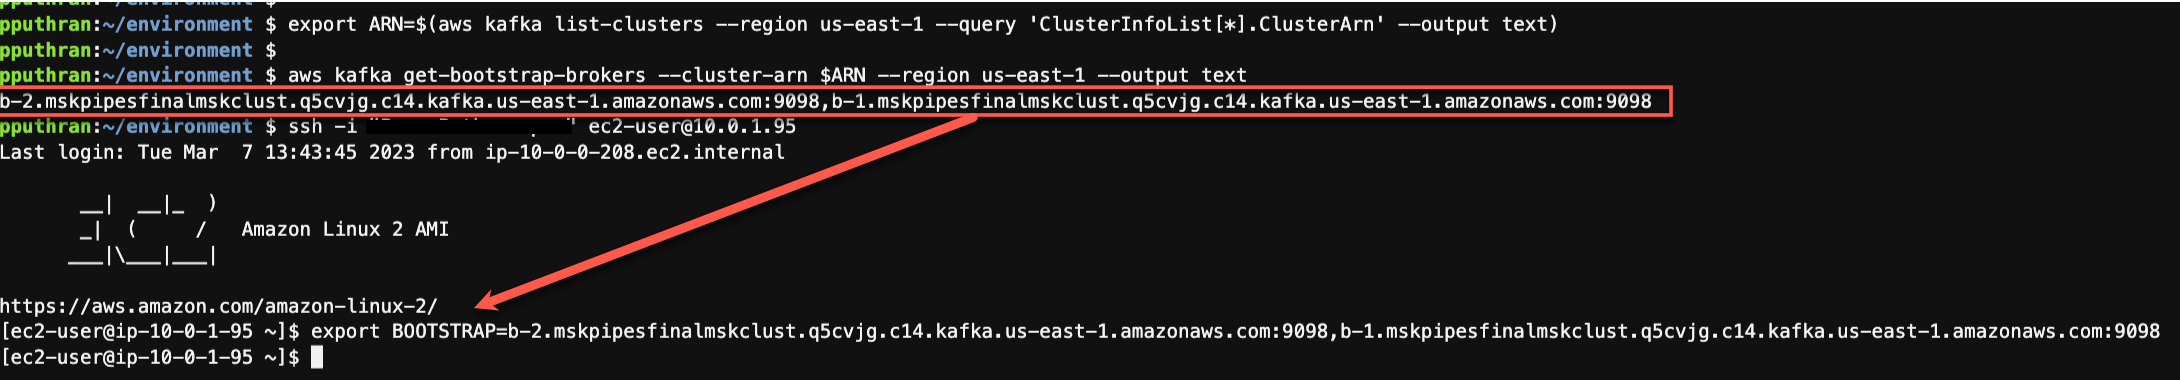 pputhran:~/environment $
pputhran:~/environment $ export ARN=$(aws kafka list-clusters --region us-east-1 --query 'ClusterInfoList[*].ClusterArn' --output text)
pputhran:~/environment $
pputhran:~/environment $ aws kafka get-bootstrap-brokers --cluster-arn $ARN --region us-east-1 --output text
b-2.mskpipesfinalmskclust.q5cvjg.c14.kafka.us-east-1.amazonaws.com:9098,b-1.mskpipesfinalmskclust.q5cvjg.c14.kafka.us-east-1.amazonaws.com:9098
pputhran:~/environment $ ssh -i ec2-user@10.0.1.95
Last login: Tue Mar  7 13:43:45 2023 from ip-10-0-0-208.ec2.internal
       __|  __|_  )
       _|  (     /   Amazon Linux 2 AMI
      ___|\___|___|
https://aws.amazon.com/amazon-linux-2/
[ec2-user@ip-10-0-1-95 ~]$ export BOOTSTRAP=b-2.mskpipesfinalmskclust.q5cvjg.c14.kafka.us-east-1.amazonaws.com:9098,b-1.mskpipesfinalmskclust.q5cvjg.c14.kafka.us-east-1.amazonaws.com:9098
[ec2-user@ip-10-0-1-95 ~]$